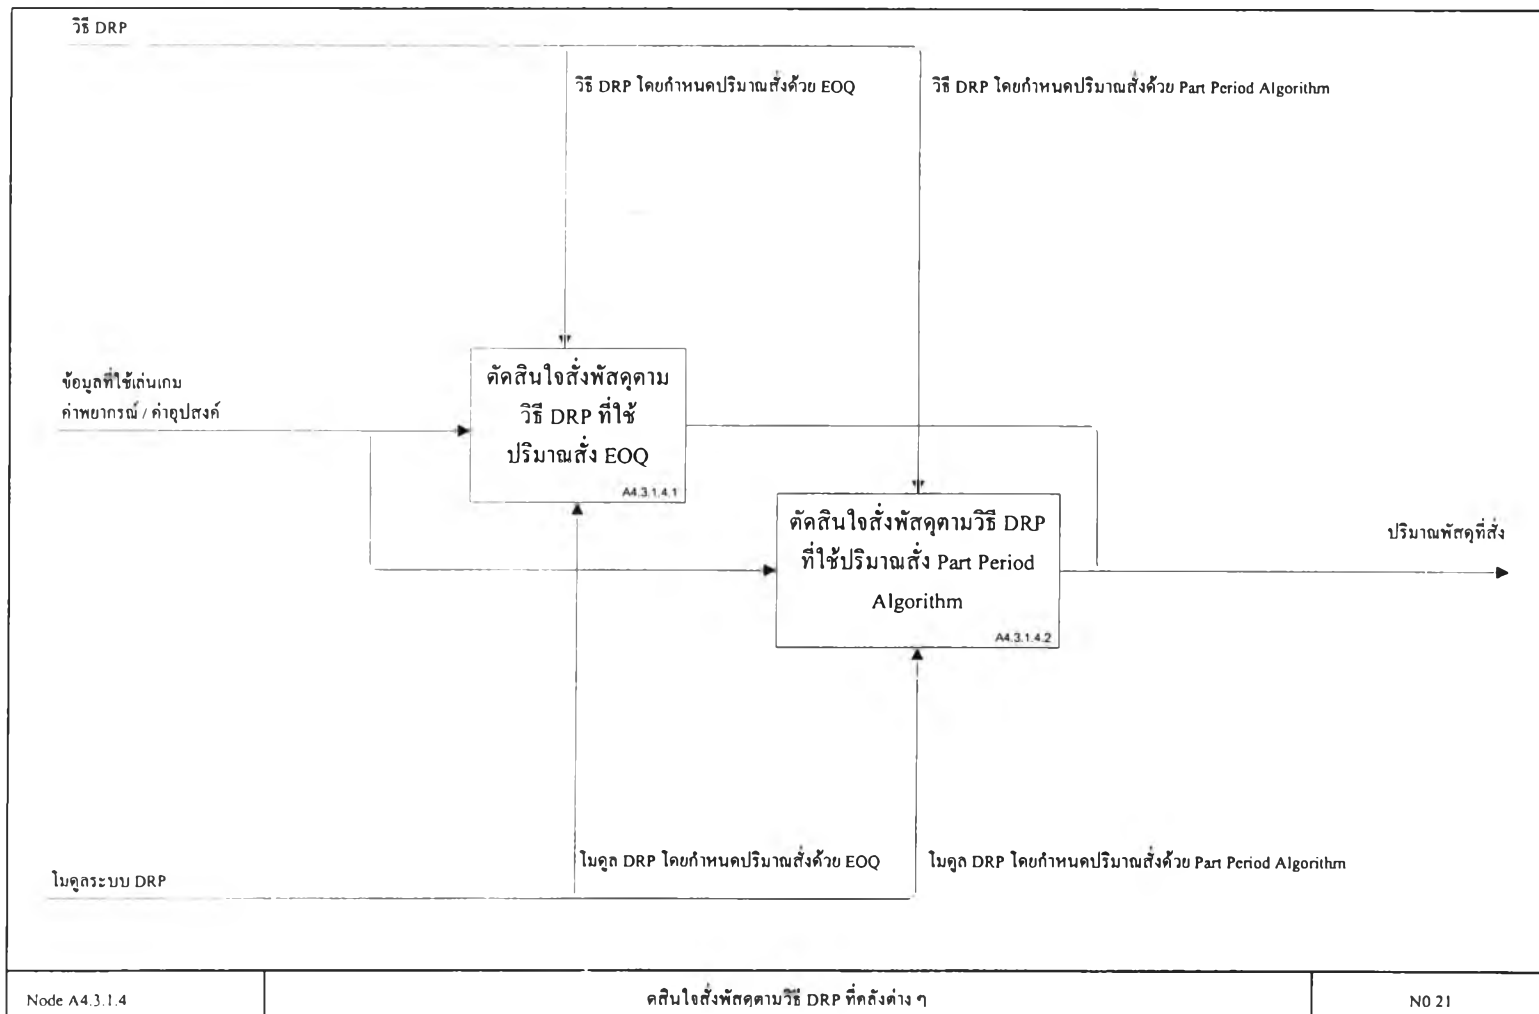 วิธี DRP
วิธี DRP โดยกำหนดปริมาณสั่งด้วย EOQ
วิธี DRP โดยกำหนดปริมาณสั่งด้วย Part Period Algorithm
ข้อมูลที่ใช้เล่นเกม
ค่าพยากรณ์ / ค่าอุปสงค์
ตัดสินใจสั่งพัสดุตาม
วิธี DRP ที่ใช้
ปริมาณสั่ง EOQ
A4.3.1.4.1
ตัดสินใจสั่งพัสดุตามวิธี DRP
ที่ใช้ปริมาณสั่ง Part Period
Algorithm
A4.3.1.4.2
ปริมาณพัสดุที่สั่ง
โมดูล DRP โดยกำหนดปริมาณสั่งด้วย EOQ
โมดูล DRP โดยกำหนดปริมาณสั่งด้วย Part Period Algorithm
โมดูลระบบ DRP
Node A4.3.1.4
ดสินใจสั่งพัสดุตามวิธี DRP ที่คลังต่าง ๆ
N0 21